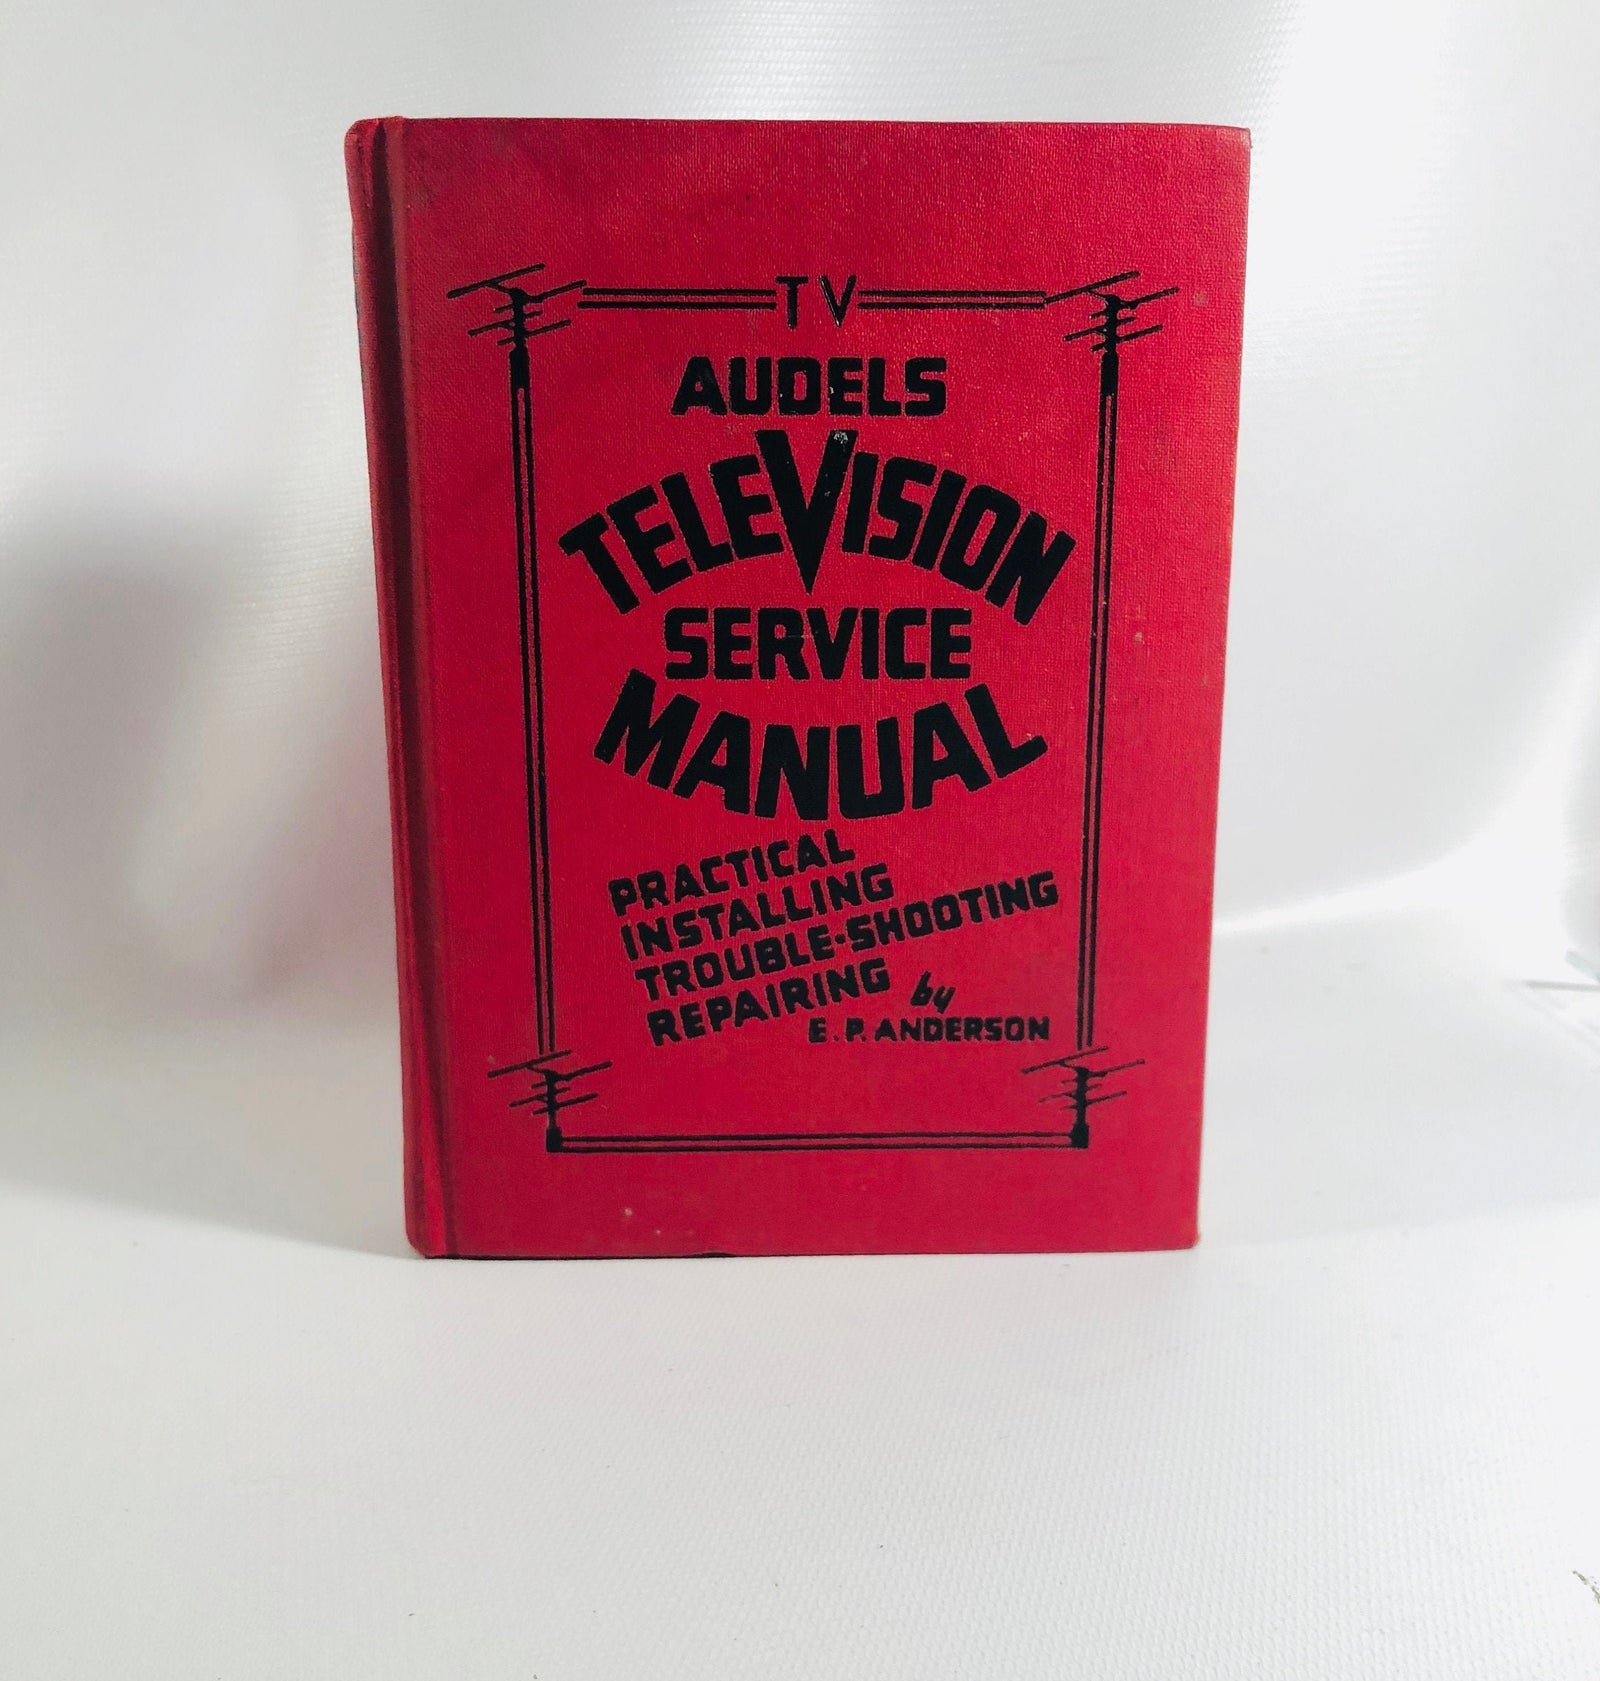 TV
AUDELS
TELEVISION
SERVICE
MANUAL
PRACTICAL
INSTALLING
TROUBLE-SHOOTING
REPAIRING
by
E. P. ANDERSON